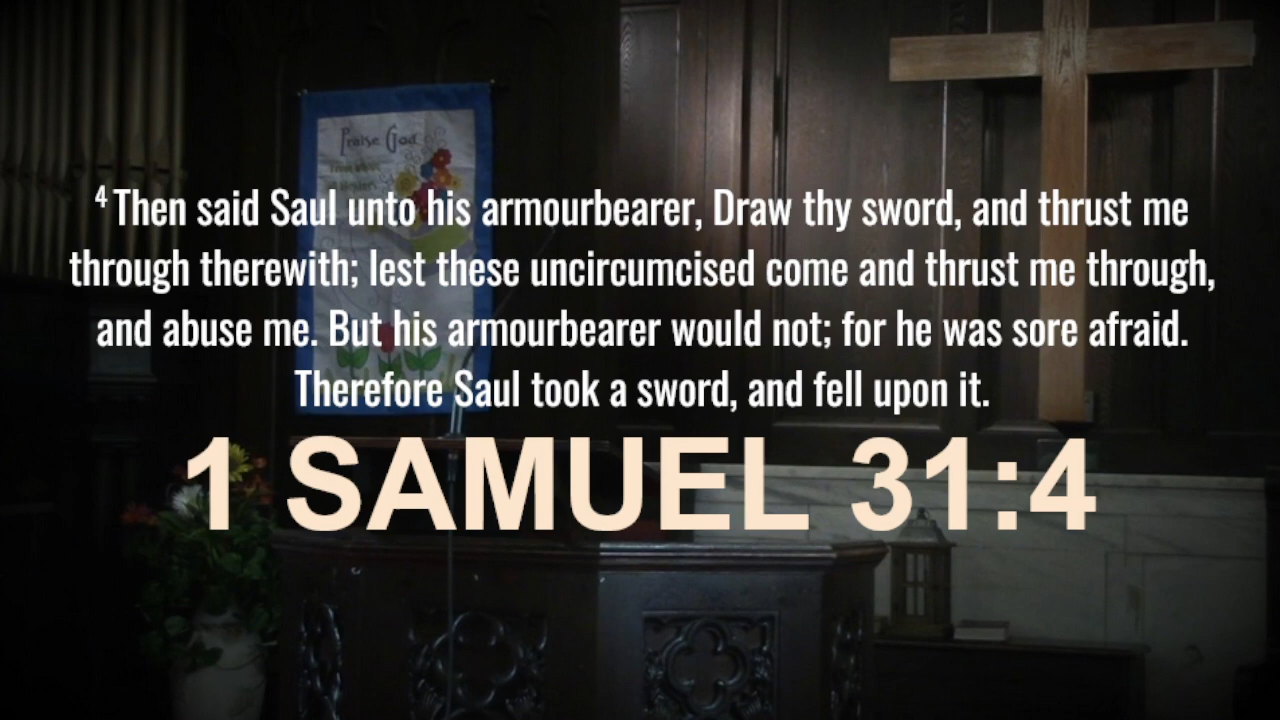 Praise God
⁴ Then said Saul unto his armourbearer, Draw thy sword, and thrust me
through therewith; lest these uncircumcised come and thrust me through,
and abuse me. But his armourbearer would not; for he was sore afraid.
Therefore Saul took a sword, and fell upon it.
1 SAMUEL 31:4